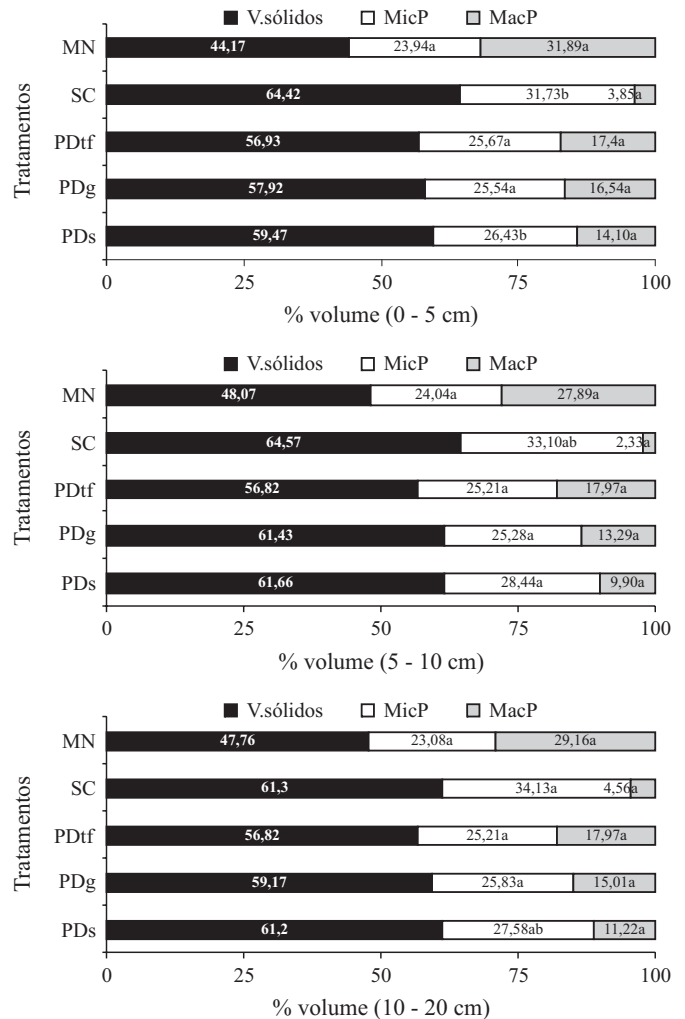 V.sólidos MicP MacP
MN 44,17 23,94a 31,89a
SC 64,42 31,73b 3,85a
PDtf 56,93 25,67a 17,4a
PDg 57,92 25,54a 16,54a
PDs 59,47 26,43b 14,10a
Tratamentos
0 25 50 75 100
% volume (0 - 5 cm)
V.sólidos MicP MacP
MN 48,07 24,04a 27,89a
SC 64,57 33,10ab 2,33a
PDtf 56,82 25,21a 17,97a
PDg 61,43 25,28a 13,29a
PDs 61,66 28,44a 9,90a
Tratamentos
0 25 50 75 100
% volume (5 - 10 cm)
V.sólidos MicP MacP
MN 47,76 23,08a 29,16a
SC 61,3 34,13a 4,56a
PDtf 56,82 25,21a 17,97a
PDg 59,17 25,83a 15,01a
PDs 61,2 27,58ab 11,22a
Tratamentos
0 25 50 75 100
% volume (10 - 20 cm)